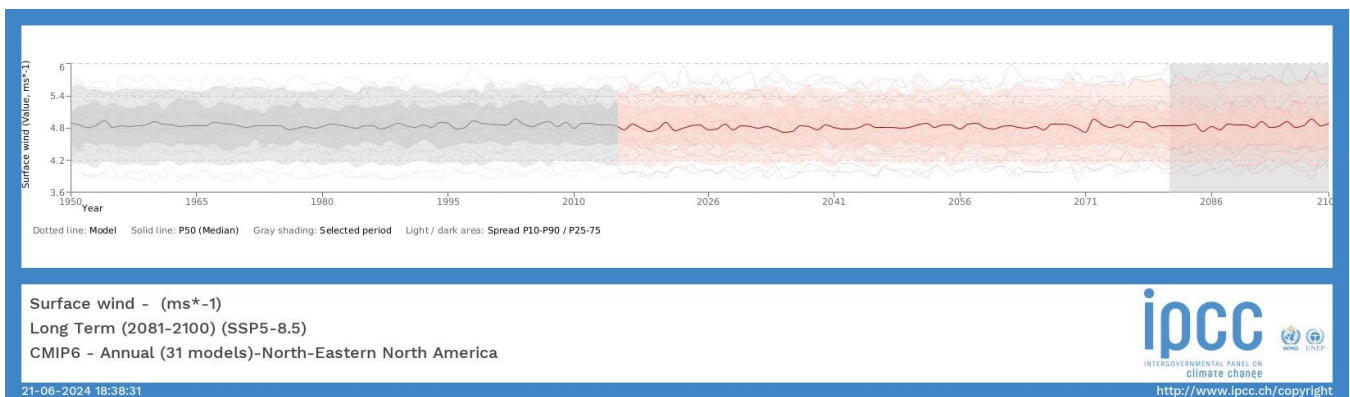 Surface wind (Value, ms*-1)
6
5.4
4.8
4.2
3.6
1950 1965 1980 1995 2010 2026 2041 2056 2071 2086 210
Year
Dotted line: Model Solid line: P50 (Median) Gray shading: Selected period Light / dark area: Spread P10-P90 / P25-75
Surface wind - (ms*-1)
Long Term (2081-2100) (SSP5-8.5)
CMIP6 - Annual (31 models)-North-Eastern North America
ipcc
INTERGOVERNMENTAL PANEL ON
climate change
WMO UNEP
21-06-2024 18:38:31 http://www.ipcc.ch/copyright